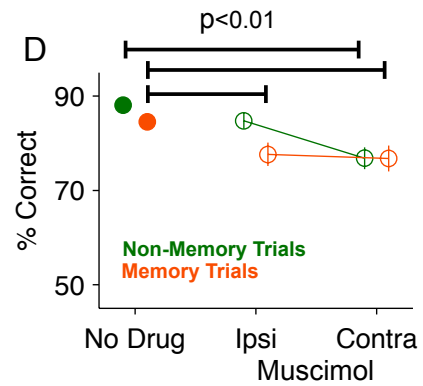 D
p<0.01
90
70
50
% Correct
Non-Memory Trials
Memory Trials
No Drug Ipsi Contra
Muscimol